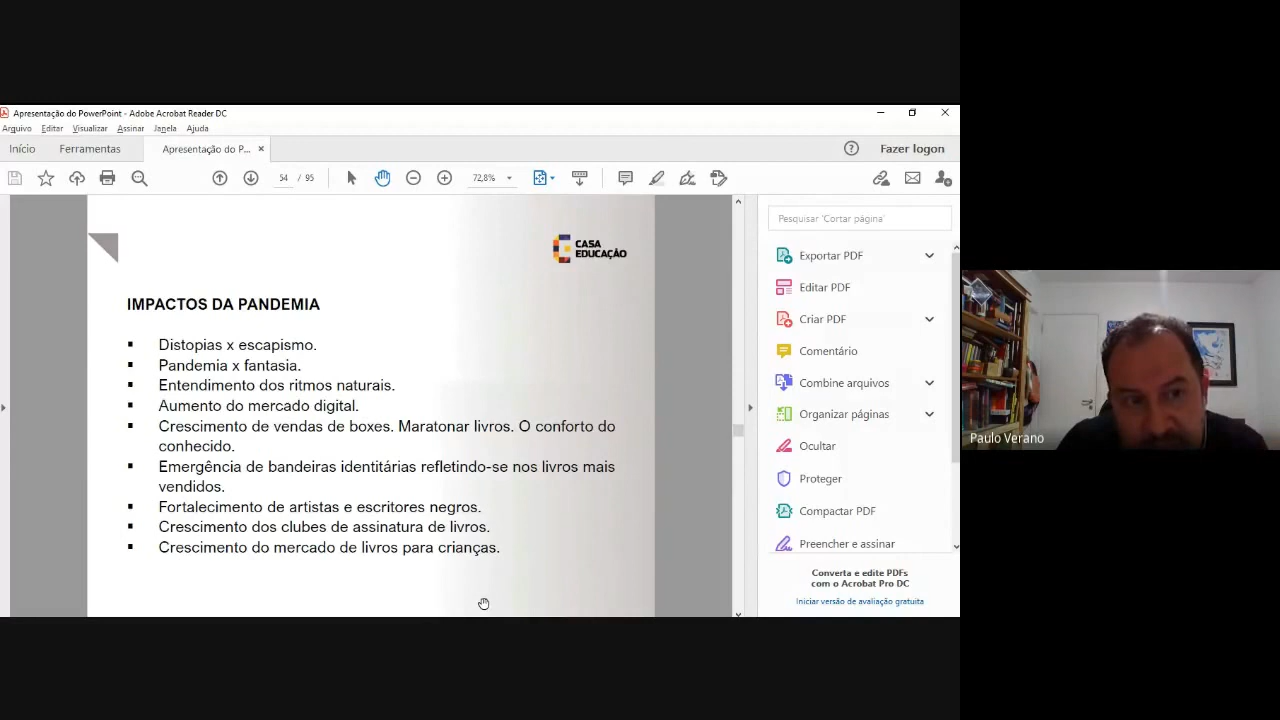 Apresentação do PowerPoint - Adobe Acrobat Reader DC
Arquivo Editar Visualizar Assinar Janela Ajuda
Início Ferramentas Apresentação do P... × Fazer logon
54 / 95 72,8%
CASA
EDUCAÇÃO
IMPACTOS DA PANDEMIA
▪ Distopias x escapismo.
▪ Pandemia x fantasia.
▪ Entendimento dos ritmos naturais.
▪ Aumento do mercado digital.
▪ Crescimento de vendas de boxes. Maratonar livros. O conforto do
conhecido.
▪ Emergência de bandeiras identitárias refletindo-se nos livros mais
vendidos.
▪ Fortalecimento de artistas e escritores negros.
▪ Crescimento dos clubes de assinatura de livros.
▪ Crescimento do mercado de livros para crianças.
Pesquisar 'Cortar página'
Exportar PDF
Editar PDF
Criar PDF
Comentário
Combine arquivos
Organizar páginas
Ocultar
Proteger
Compactar PDF
Preencher e assinar
Converta e edite PDFs
com o Acrobat Pro DC
Iniciar versão de avaliação gratuita
Paulo Verano